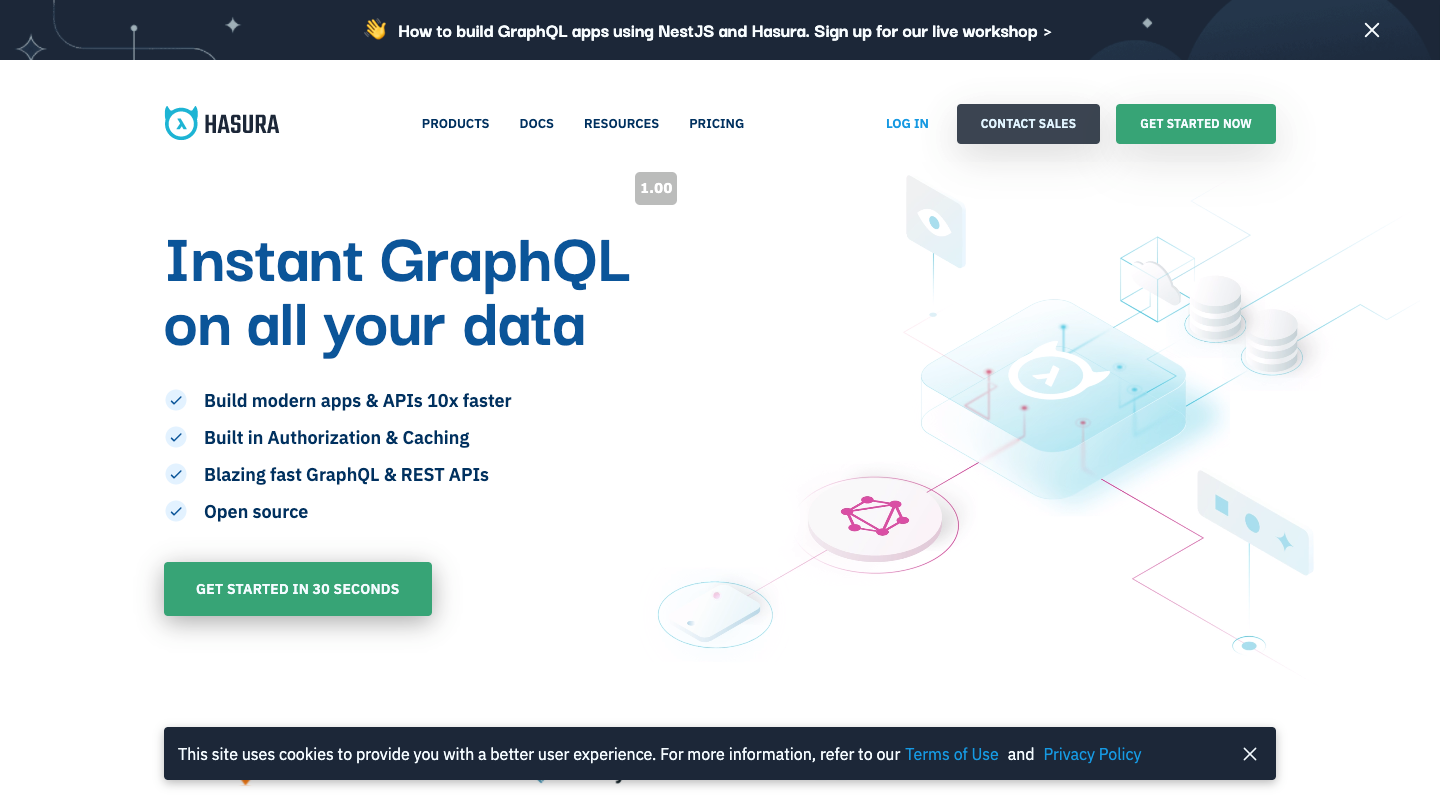 How to build GraphQL apps using NestJS and Hasura. Sign up for our live workshop >
HASURA
PRODUCTS
DOCS
RESOURCES
PRICING
LOG IN
CONTACT SALES
GET STARTED NOW
1.00
Instant GraphQL
on all your data
Build modern apps & APIs 10x faster
Built in Authorization & Caching
Blazing fast GraphQL & REST APIs
Open source
GET STARTED IN 30 SECONDS
This site uses cookies to provide you with a better user experience. For more information, refer to our Terms of Use and Privacy Policy